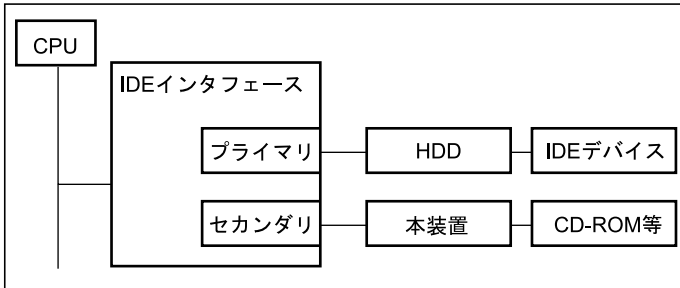 CPU
IDEインタフェース
プライマリ
HDD
IDEデバイス
セカンダリ
本装置
CD-ROM等